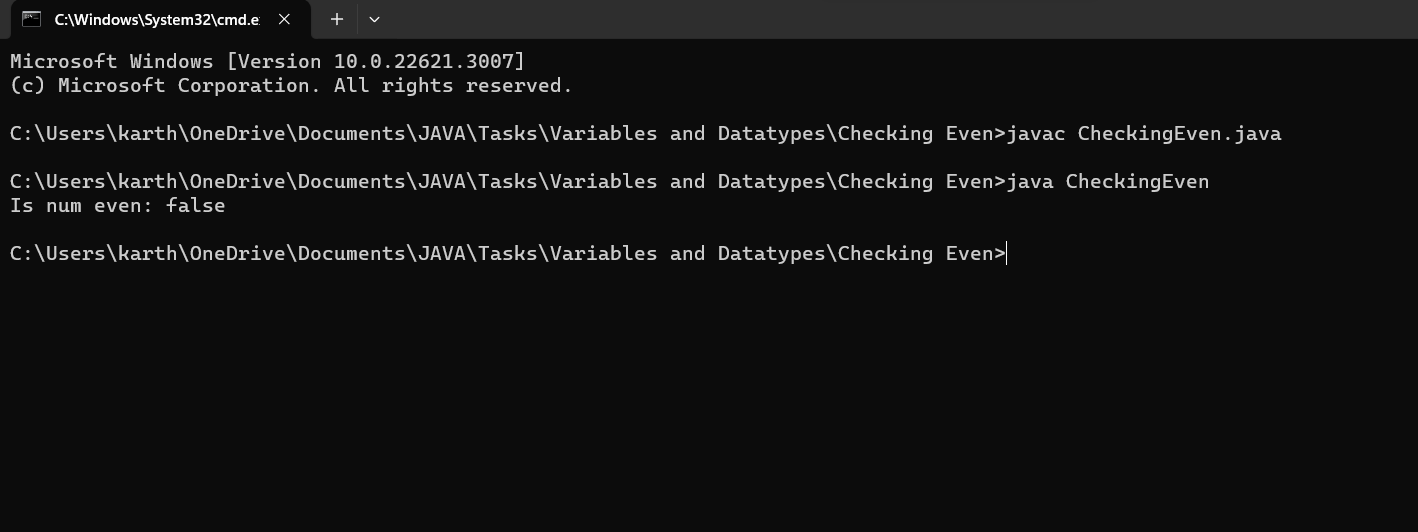 C:\Windows\System32\cmd.e
Microsoft Windows [Version 10.0.22621.3007]
(c) Microsoft Corporation. All rights reserved.
C:\Users\karth\OneDrive\Documents\JAVA\Tasks\Variables and Datatypes\Checking Even>javac CheckingEven.java
C:\Users\karth\OneDrive\Documents\JAVA\Tasks\Variables and Datatypes\Checking Even>java CheckingEven
Is num even: false
C:\Users\karth\OneDrive\Documents\JAVA\Tasks\Variables and Datatypes\Checking Even>